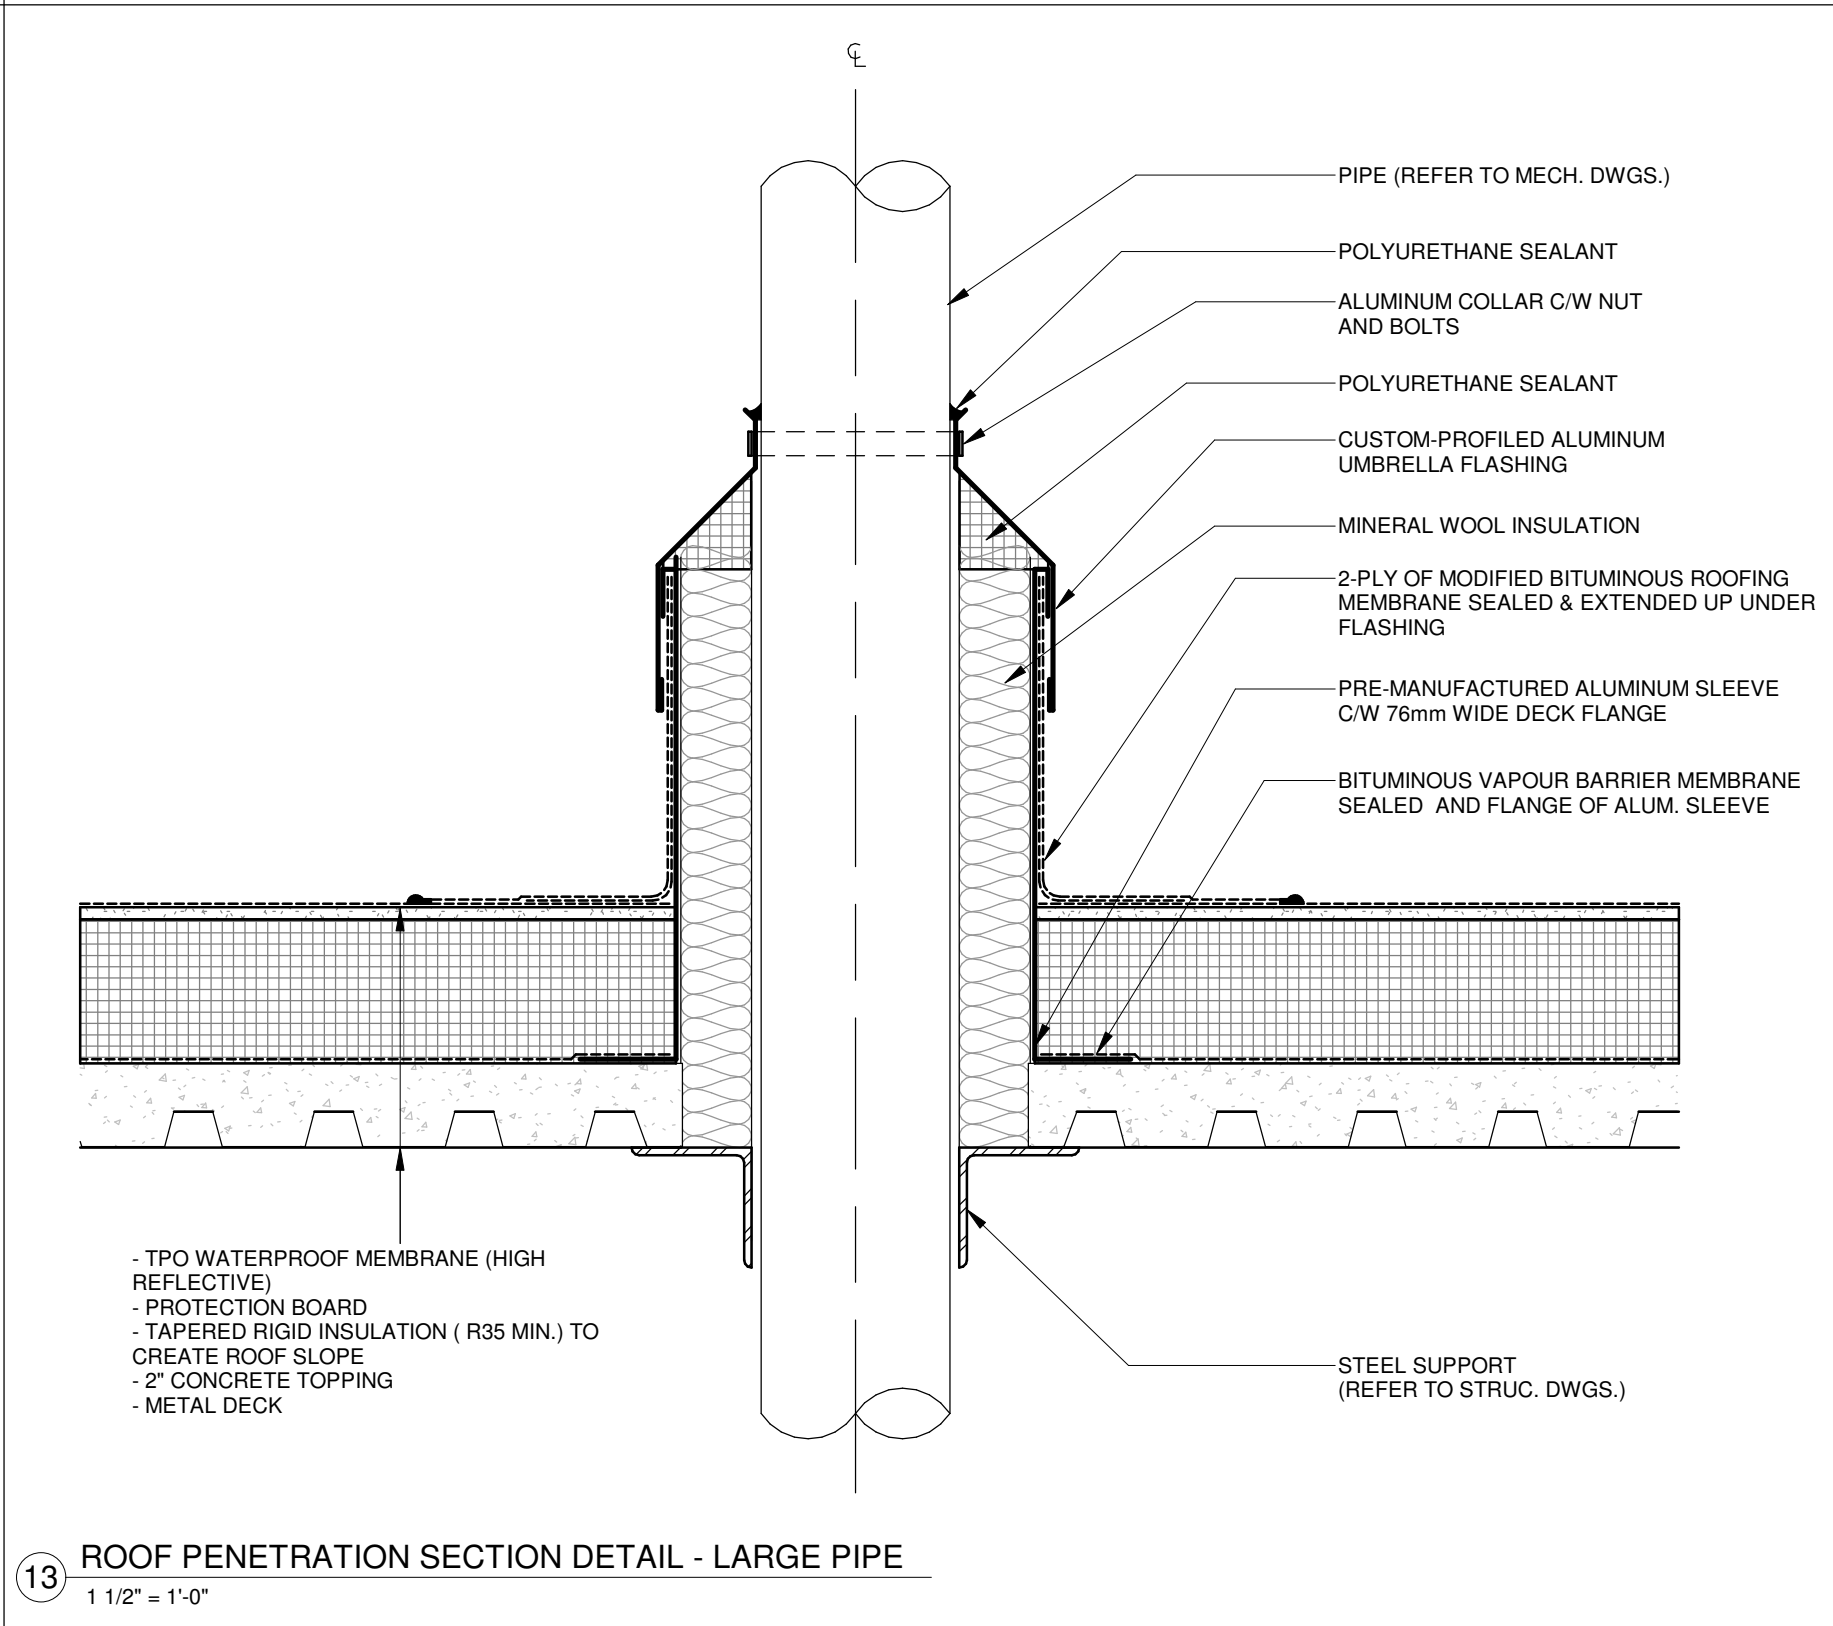 ℄
PIPE (REFER TO MECH. DWGS.)
POLYURETHANE SEALANT
ALUMINUM COLLAR C/W NUT
AND BOLTS
POLYURETHANE SEALANT
CUSTOM-PROFILED ALUMINUM
UMBRELLA FLASHING
MINERAL WOOL INSULATION
2-PLY OF MODIFIED BITUMINOUS ROOFING
MEMBRANE SEALED & EXTENDED UP UNDER
FLASHING
PRE-MANUFACTURED ALUMINUM SLEEVE
C/W 76mm WIDE DECK FLANGE
BITUMINOUS VAPOUR BARRIER MEMBRANE
SEALED  AND FLANGE OF ALUM. SLEEVE
- TPO WATERPROOF MEMBRANE (HIGH
REFLECTIVE)
- PROTECTION BOARD
- TAPERED RIGID INSULATION ( R35 MIN.) TO
CREATE ROOF SLOPE
- 2" CONCRETE TOPPING
- METAL DECK
STEEL SUPPORT
(REFER TO STRUC. DWGS.)
13 ROOF PENETRATION SECTION DETAIL - LARGE PIPE
1 1/2" = 1'-0"